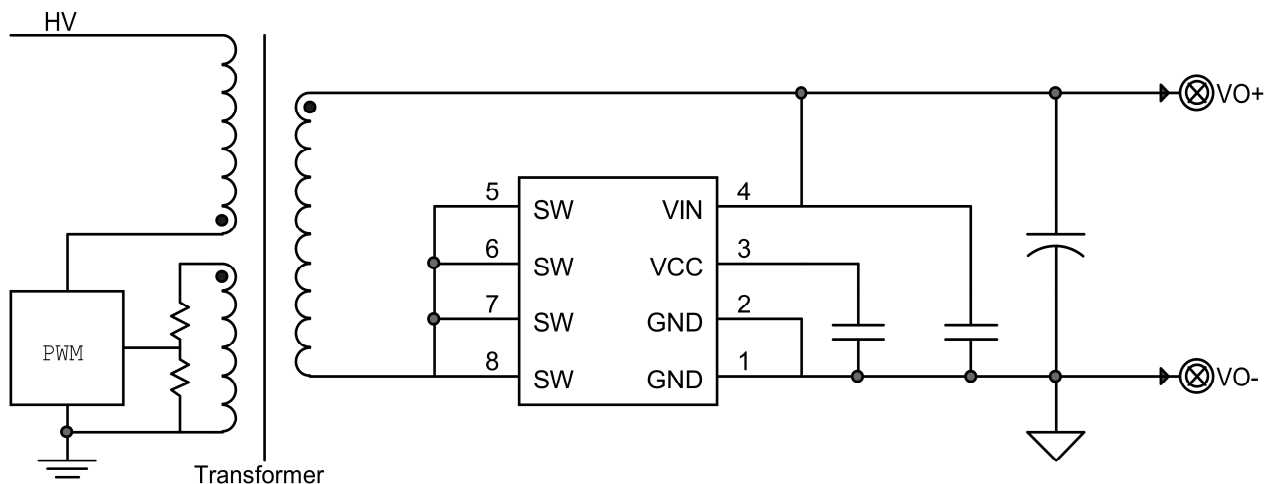 HV
VO+
5 SW VIN 4
6 SW VCC 3
7 SW GND 2
8 SW GND 1
PWM
VO-
Transformer